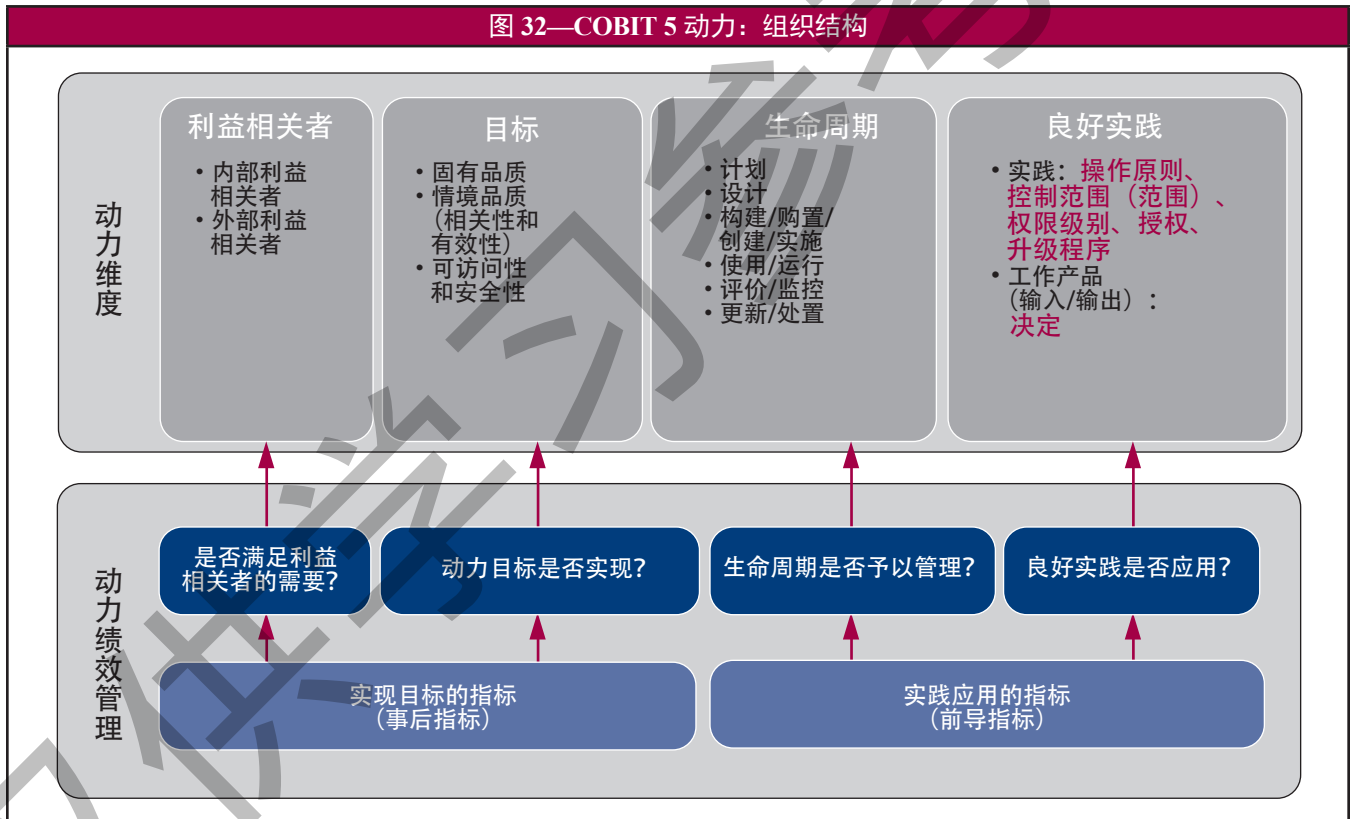 图 32—COBIT 5 动力：组织结构
动力维度
利益相关者
• 内部利益
相关者
• 外部利益
相关者
目标
• 固有品质
• 情境品质
（相关性和
有效性）
• 可访问性
和安全性
生命周期
• 计划
• 设计
• 构建/购置/
创建/实施
• 使用/运行
• 评价/监控
• 更新/处置
良好实践
• 实践：操作原则、
控制范围（范围）、
权限级别、授权、
升级程序
• 工作产品
（输入/输出）：
决定
动力绩效管理
是否满足利益
相关者的需要？
动力目标是否实现？
生命周期是否予以管理？
良好实践是否应用？
实现目标的指标
（事后指标）
实践应用的指标
（前导指标）
供学习参考